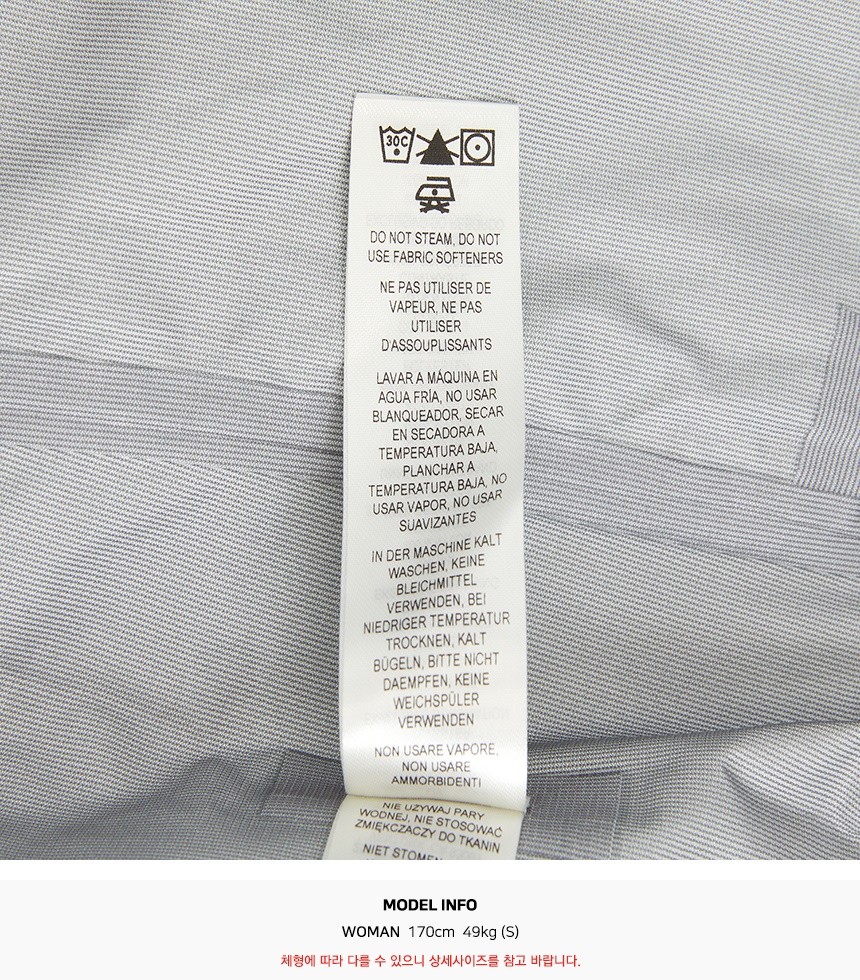 30C
DO NOT STEAM, DO NOT
USE FABRIC SOFTENERS
NE PAS UTILISER DE
VAPEUR, NE PAS
UTILISER
D'ASSOUPLISSANTS
LAVAR A MÁQUINA EN
AGUA FRÍA, NO USAR
BLANQUEADOR, SECAR
EN SECADORA A
TEMPERATURA BAJA,
PLANCHAR A
TEMPERATURA BAJA, NO
USAR VAPOR, NO USAR
SUAVIZANTES
IN DER MASCHINE KALT
WASCHEN, KEINE
BLEICHMITTEL
VERWENDEN, BEI
NIEDRIGER TEMPERATUR
TROCKNEN, KALT
BÜGELN, BITTE NICHT
DAEMPFEN, KEINE
WEICHSPÜLER
VERWENDEN
NON USARE VAPORE,
NON USARE
AMMORBIDENTI
NIE UŻYWAJ PARY
WODNEJ, NIE STOSOWAĆ
ZMIĘKCZACZY DO TKANIN
NIET STOMEN
MODEL INFO
WOMAN 170cm 49kg (S)
체형에 따라 다를 수 있으니 상세사이즈를 참고 바랍니다.